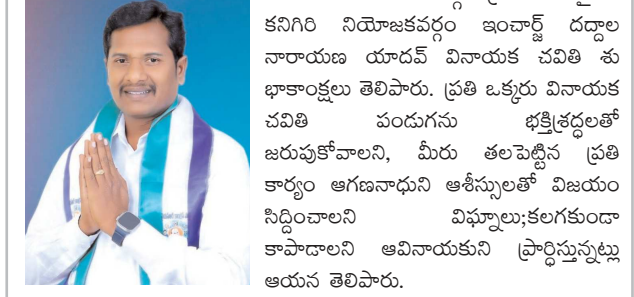 కనిగిరి నియోజకవర్గం ఇంచార్జ్ దద్దాల
నారాయణ యాదవ్ వినాయక చవితి శు
భాకాంక్షలు తెలిపారు. ప్రతి ఒక్కరు వినాయక
చవితి పండుగను భక్తిశ్రద్ధలతో
జరుపుకోవాలని, మీరు తలపెట్టిన ప్రతి
కార్యం ఆగణనాధుని ఆశీస్సులతో విజయం
సిద్దించాలని విఘ్నాలు;కలగకుండా
కాపాడాలని ఆవినాయకుని ప్రార్ధిస్తున్నట్లు
ఆయన తెలిపారు.